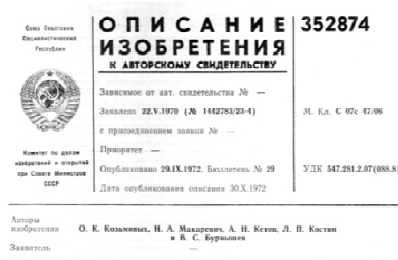 Союз Советских
Социалистических
Республик
ОПИСАНИЕ
ИЗОБРЕТЕНИЯ
К АВТОРСКОМУ СВИДЕТЕЛЬСТВУ
352874
Зависимое от авт. свидетельства № —
Заявлено 22.V.1970 (№ 1442783/23-4)
М. Кл. С 07с 47/06
с присоединением заявки № —
Приоритет —
Комитет по делам
изобретений и открытий
при Совете Министров
СССР
Опубликовано 29.IX.1972. Бюллетень № 29
УДК 547.281.2.07(088.8)
Дата опубликования описания 30.X.1972
Авторы
изобретения
О. К. Козьминых, Н. А. Макаревич, А. Н. Кетов, Л. П. Костин
и В. С. Бурнышев
Заявитель —